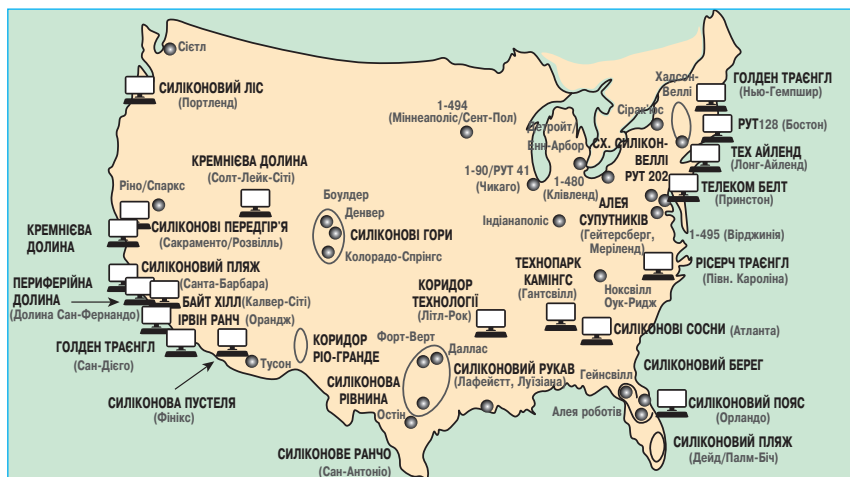 Сієтл
СИЛІКОНОВИЙ ЛІС
(Портленд)
1-494
(Міннеаполіс/Сент-Пол)
Детройт/
Енн-Арбор
Хадсон-
Веллі
Сірак'юс
ГОЛДЕН ТРАЄНГЛ
(Нью-Гемпшир)
РУТ128 (Бостон)
ТЕХ АЙЛЕНД
(Лонг-Айленд)
СХ. СИЛІКОН-
ВЕЛЛІ
РУТ 202
ТЕЛЕКОМ БЕЛТ
(Принстон)
КРЕМНІЄВА ДОЛИНА
(Солт-Лейк-Сіті)
1-90/РУТ 41
(Чикаго)
1-480
(Клівленд)
Ріно/Спаркс
Боулдер
Денвер
СИЛІКОНОВІ ГОРИ
Колорадо-Спрінгс
Індіанаполіс
АЛЕЯ
СУПУТНИКІВ
(Гейтерсберг,
Меріленд)
1-495 (Вірджинія)
КРЕМНІЄВА
ДОЛИНА
СИЛІКОНОВІ ПЕРЕДГІР'Я
(Сакраменто/Розвілль)
СИЛІКОНОВИЙ ПЛЯЖ
(Санта-Барбара)
ПЕРИФЕРІЙНА
ДОЛИНА
(Долина Сан-Фернандо)
БАЙТ ХІЛЛ(Калвер-Сіті)
ІРВІН РАНЧ (Орандж)
ГОЛДЕН ТРАЄНГЛ
(Сан-Дієго)
Тусон
СИЛІКОНОВА ПУСТЕЛЯ
(Фінікс)
КОРИДОР
РІО-ГРАНДЕ
КОРИДОР
ТЕХНОЛОГІЇ
(Літл-Рок)
ТЕХНОПАРК
КАМІНГС
(Гантсвілл)
Ноксвілл
Оук-Ридж
РІСЕРЧ ТРАЄНГЛ
(Півн. Кароліна)
СИЛІКОНОВІ СОСНИ (Атланта)
Форт-Верт
Даллас
СИЛІКОНОВА
РІВНИНА
Остін
СИЛІКОНОВИЙ РУКАВ
(Лафейєтт, Луїзіана)
СИЛІКОНОВЕ РАНЧО
(Сан-Антоніо)
СИЛІКОНОВИЙ БЕРЕГ
Гейнсвілл
Алея роботів
СИЛІКОНОВИЙ ПОЯС
(Орландо)
СИЛІКОНОВИЙ ПЛЯЖ
(Дейд/Палм-Біч)